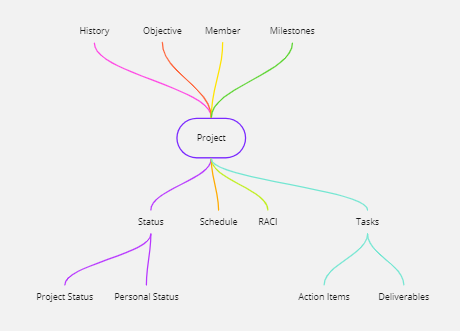 History
Objective
Member
Milestones
Project
Status
Schedule
RACI
Tasks
Project Status
Personal Status
Action Items
Deliverables